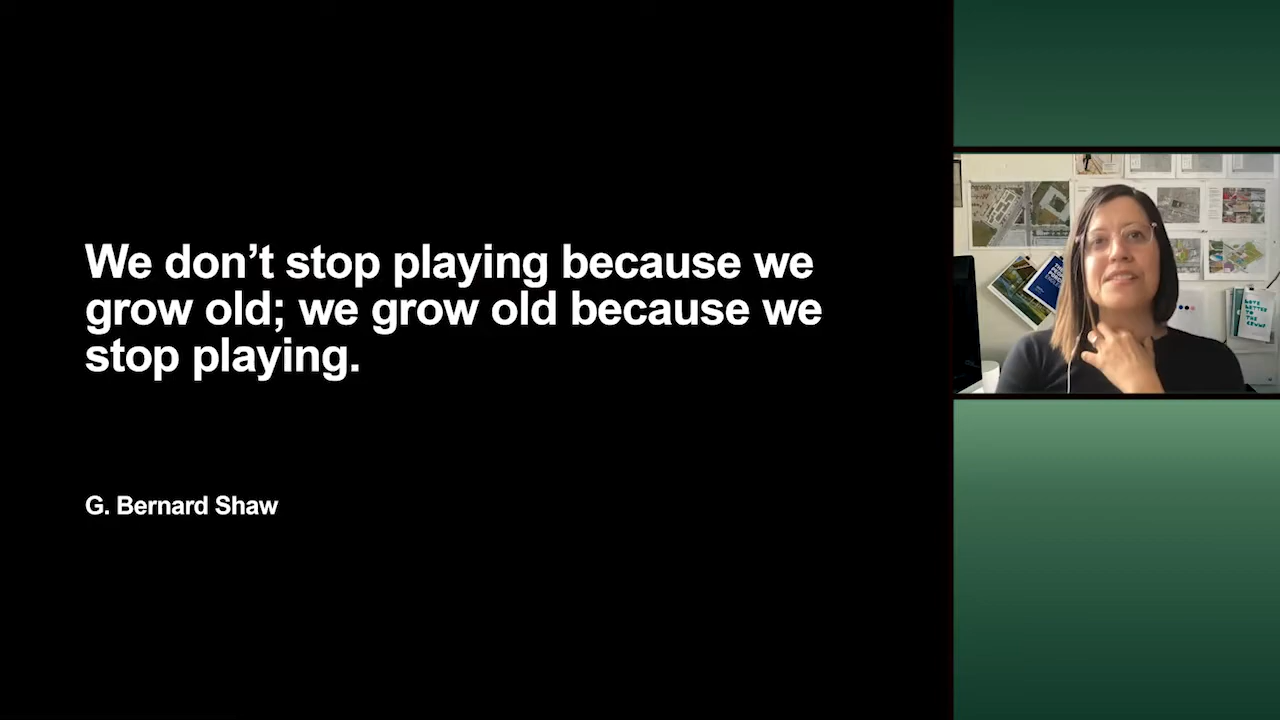 We don’t stop playing because we
grow old; we grow old because we
stop playing.
G. Bernard Shaw